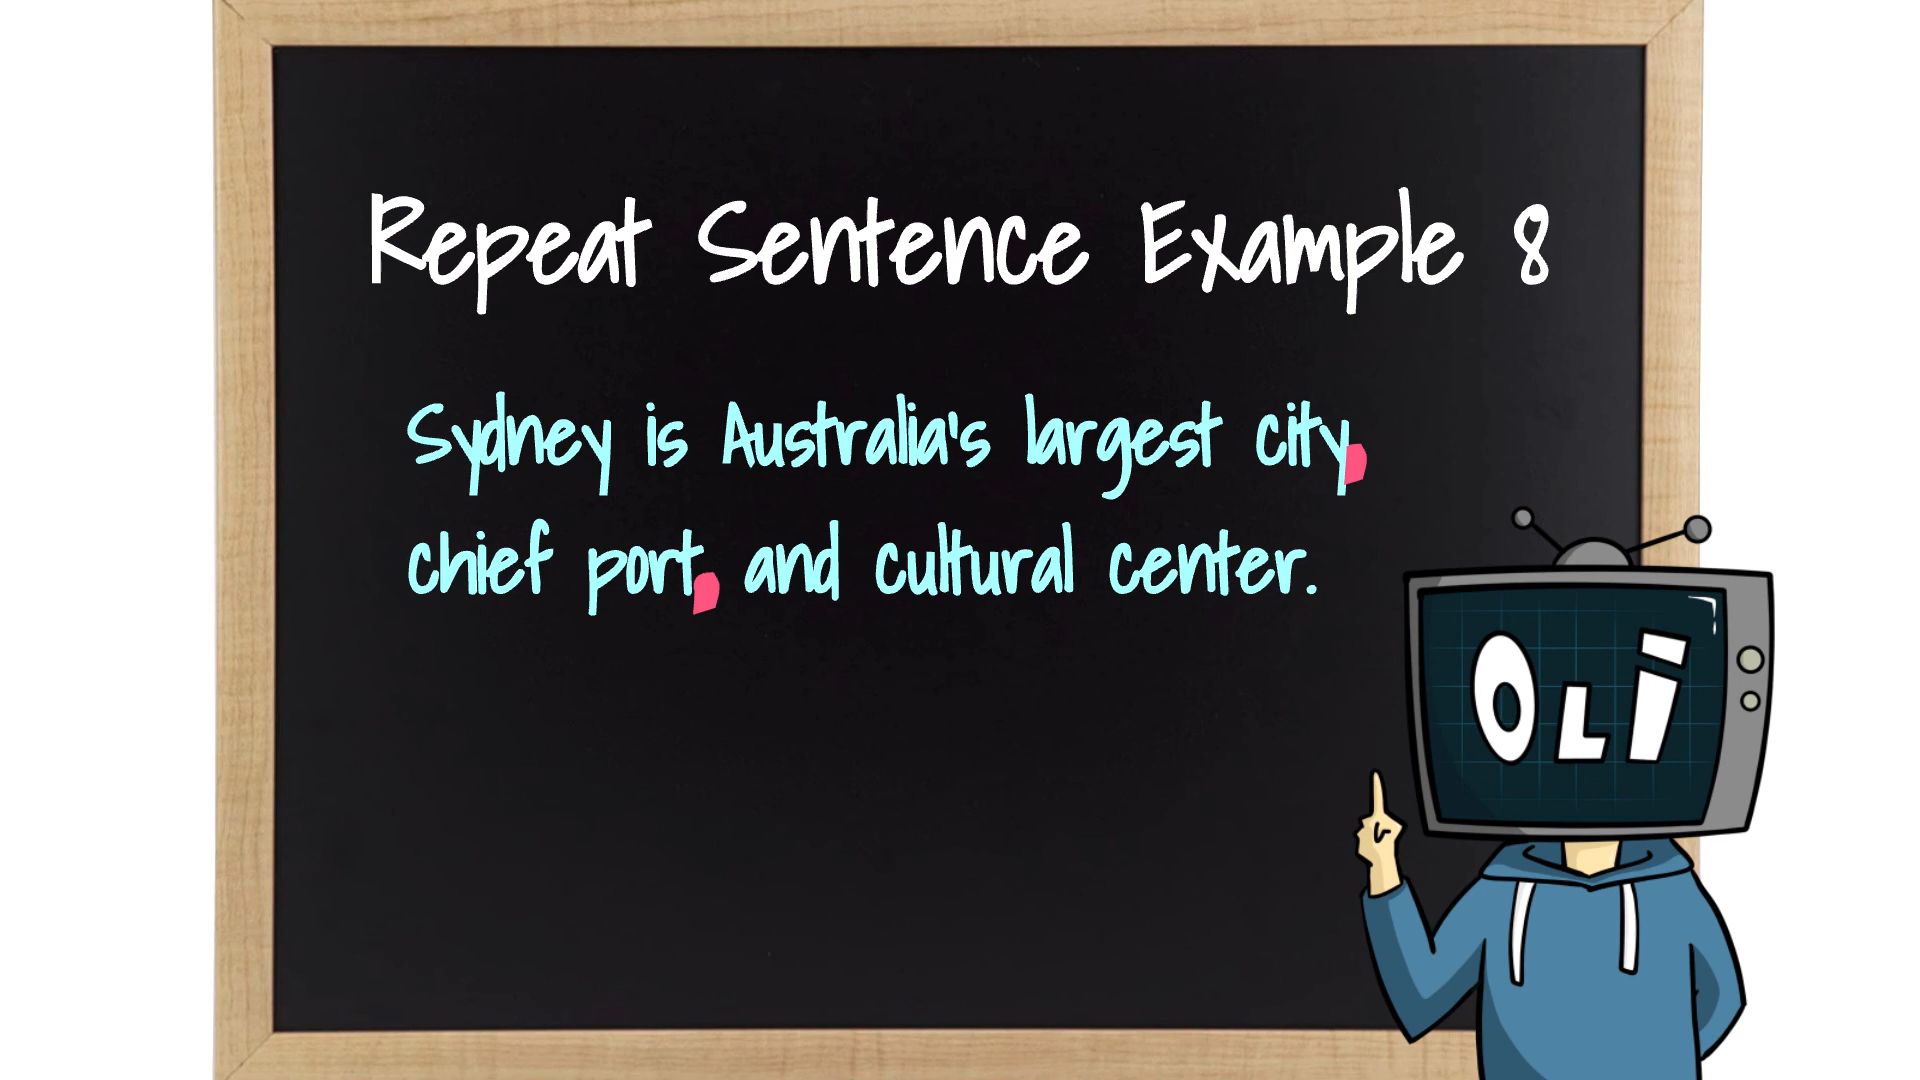 Repeat Sentence Example 8
Sydney is Australia's largest city,
chief port, and cultural center.
OLI